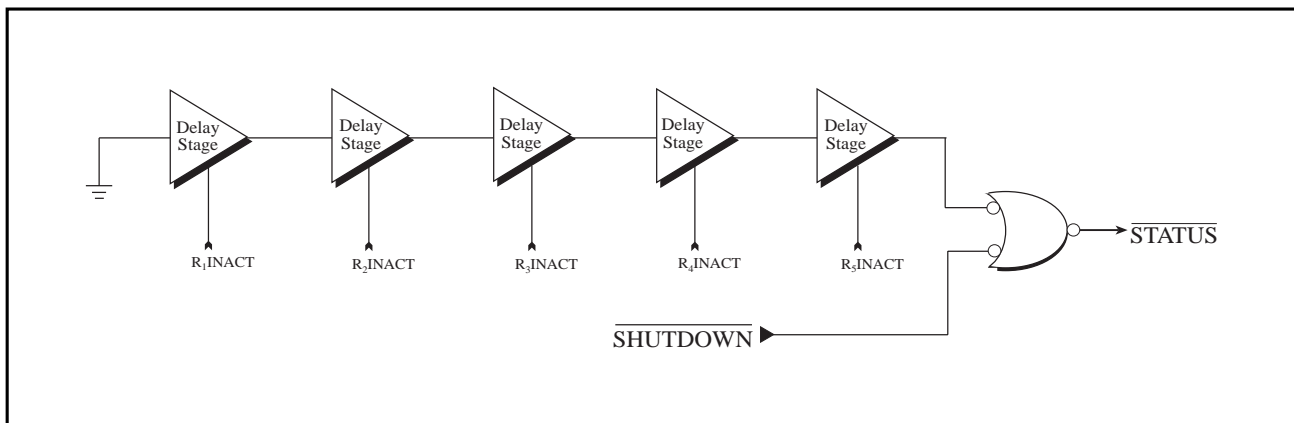 Delay
Stage
Delay
Stage
Delay
Stage
Delay
Stage
Delay
Stage
R₁INACT
R₂INACT
R₃INACT
R₄INACT
R₅INACT
STATUS
SHUTDOWN